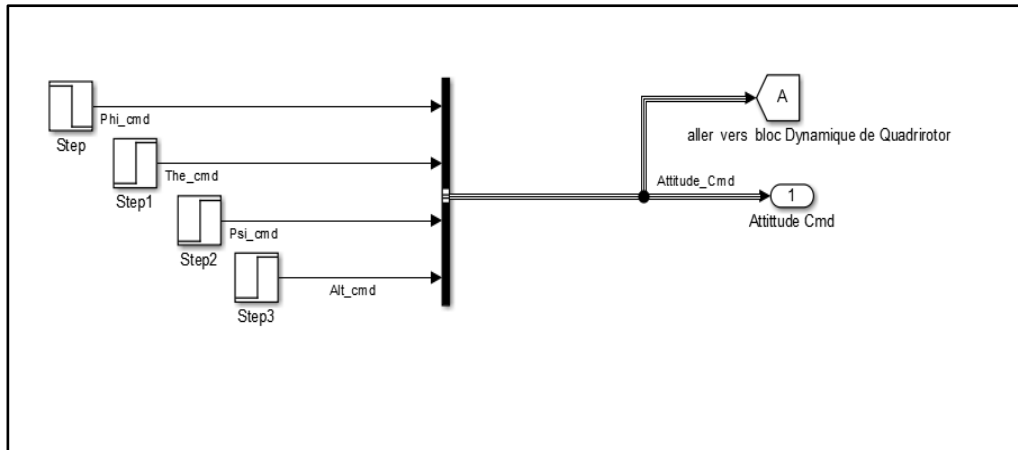 Phi_cmd
Step
The_cmd
Step1
Psi_cmd
Step2
Alt_cmd
Step3
A
aller vers bloc Dynamique de Quadrirotor
Attitude_Cmd
1
Attittude Cmd